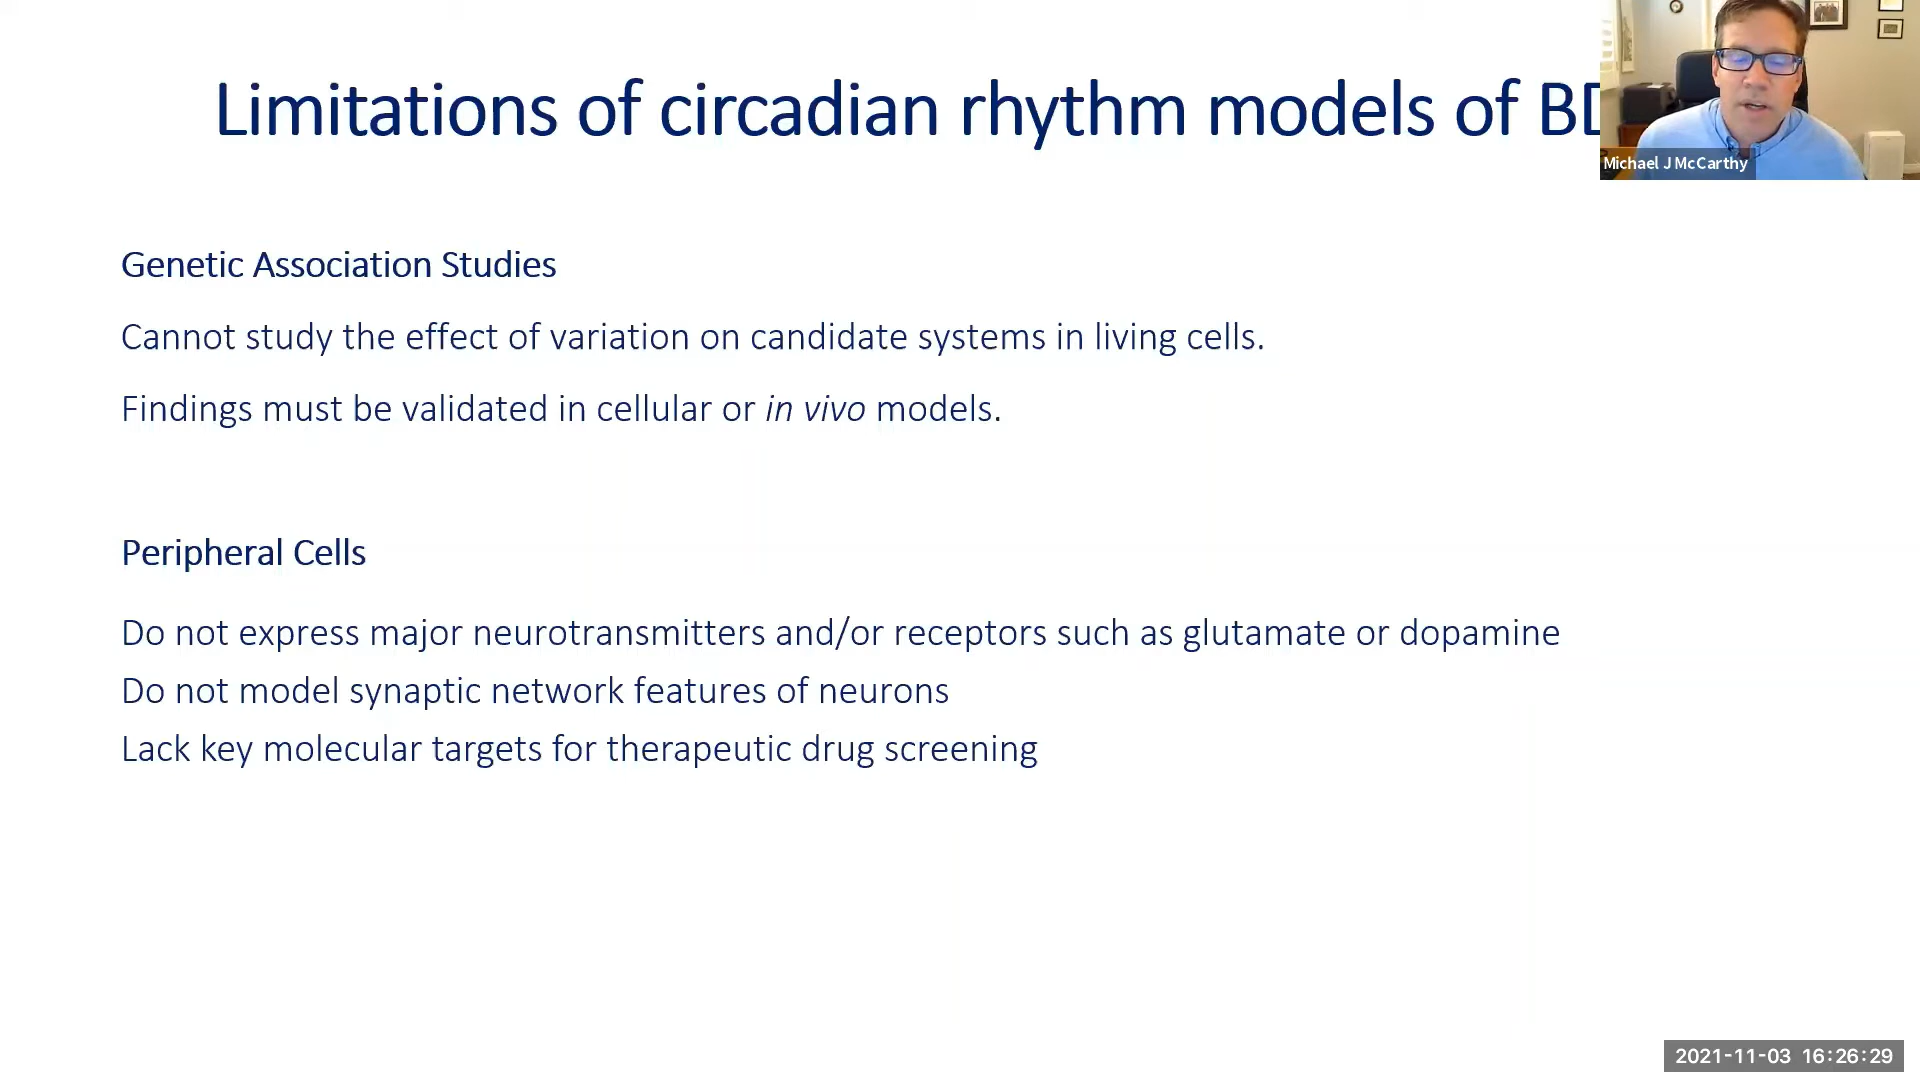 Limitations of circadian rhythm models of BD
Michael J McCarthy
Genetic Association Studies
Cannot study the effect of variation on candidate systems in living cells.
Findings must be validated in cellular or in vivo models.
Peripheral Cells
Do not express major neurotransmitters and/or receptors such as glutamate or dopamine
Do not model synaptic network features of neurons
Lack key molecular targets for therapeutic drug screening
2021-11-03 16:26:29